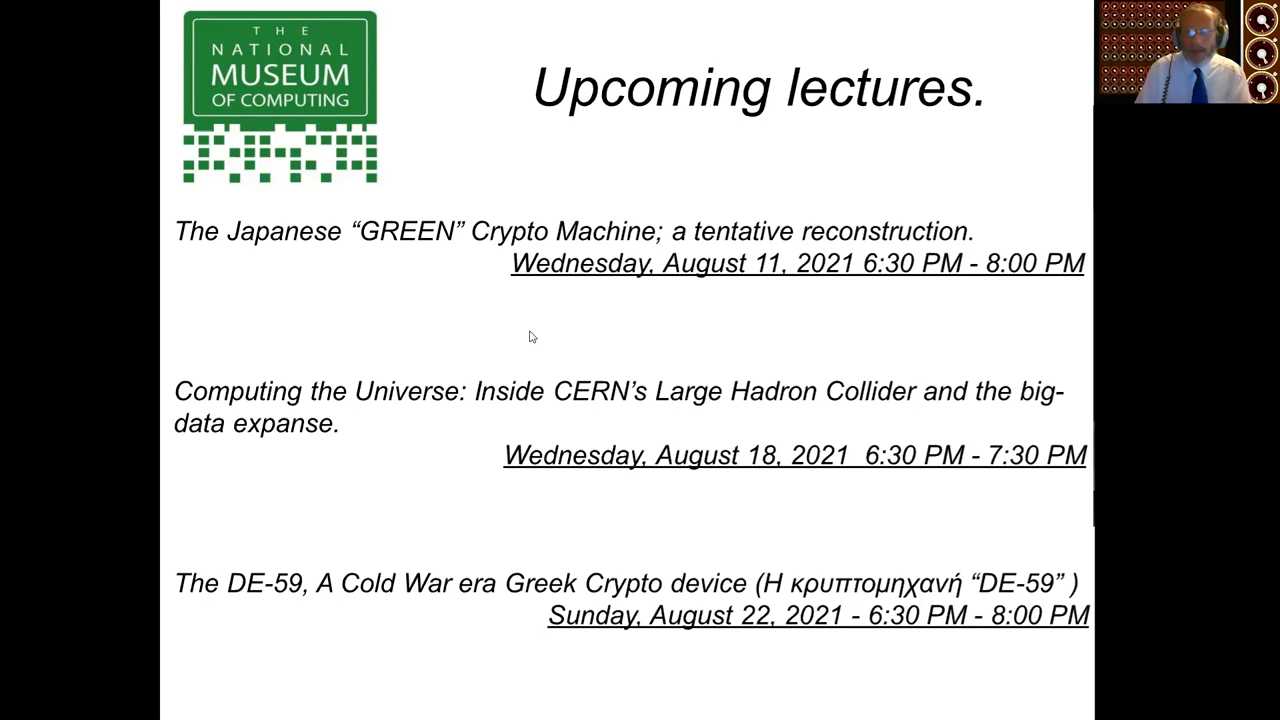 THE
NATIONAL
MUSEUM
OF COMPUTING
Upcoming lectures.
The Japanese “GREEN” Crypto Machine; a tentative reconstruction.
Wednesday, August 11, 2021 6:30 PM - 8:00 PM
Computing the Universe: Inside CERN’s Large Hadron Collider and the big-
data expanse.
Wednesday, August 18, 2021  6:30 PM - 7:30 PM
The DE-59, A Cold War era Greek Crypto device (Η κρυπτομηχανή “DE-59” )
Sunday, August 22, 2021 - 6:30 PM - 8:00 PM